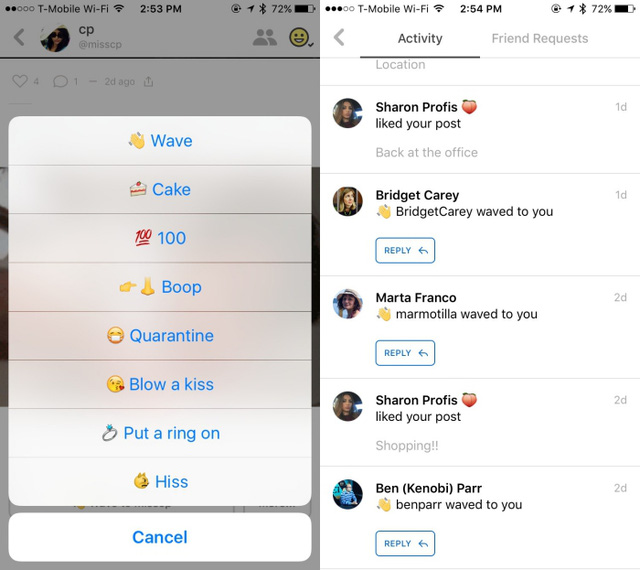 ●●○○○ T-Mobile Wi-Fi 2:53 PM 72%
cp
@misscp
4 1 — 2d ago
👋 Wave
🍰 Cake
💯 100
👉👃 Boop
😷 Quarantine
😘 Blow a kiss
💍 Put a ring on
Hiss
Cancel
●●●○○ T-Mobile Wi-Fi 2:54 PM 72%
Activity Friend Requests
Location
Sharon Profis 🍑 1d
liked your post
Back at the office
Bridget Carey 1d
👋 BridgetCarey waved to you
REPLY
Marta Franco 2d
👋 marmotilla waved to you
REPLY
Sharon Profis 🍑 2d
liked your post
Shopping!!
Ben (Kenobi) Parr 2d
👋 benparr waved to you
REPLY